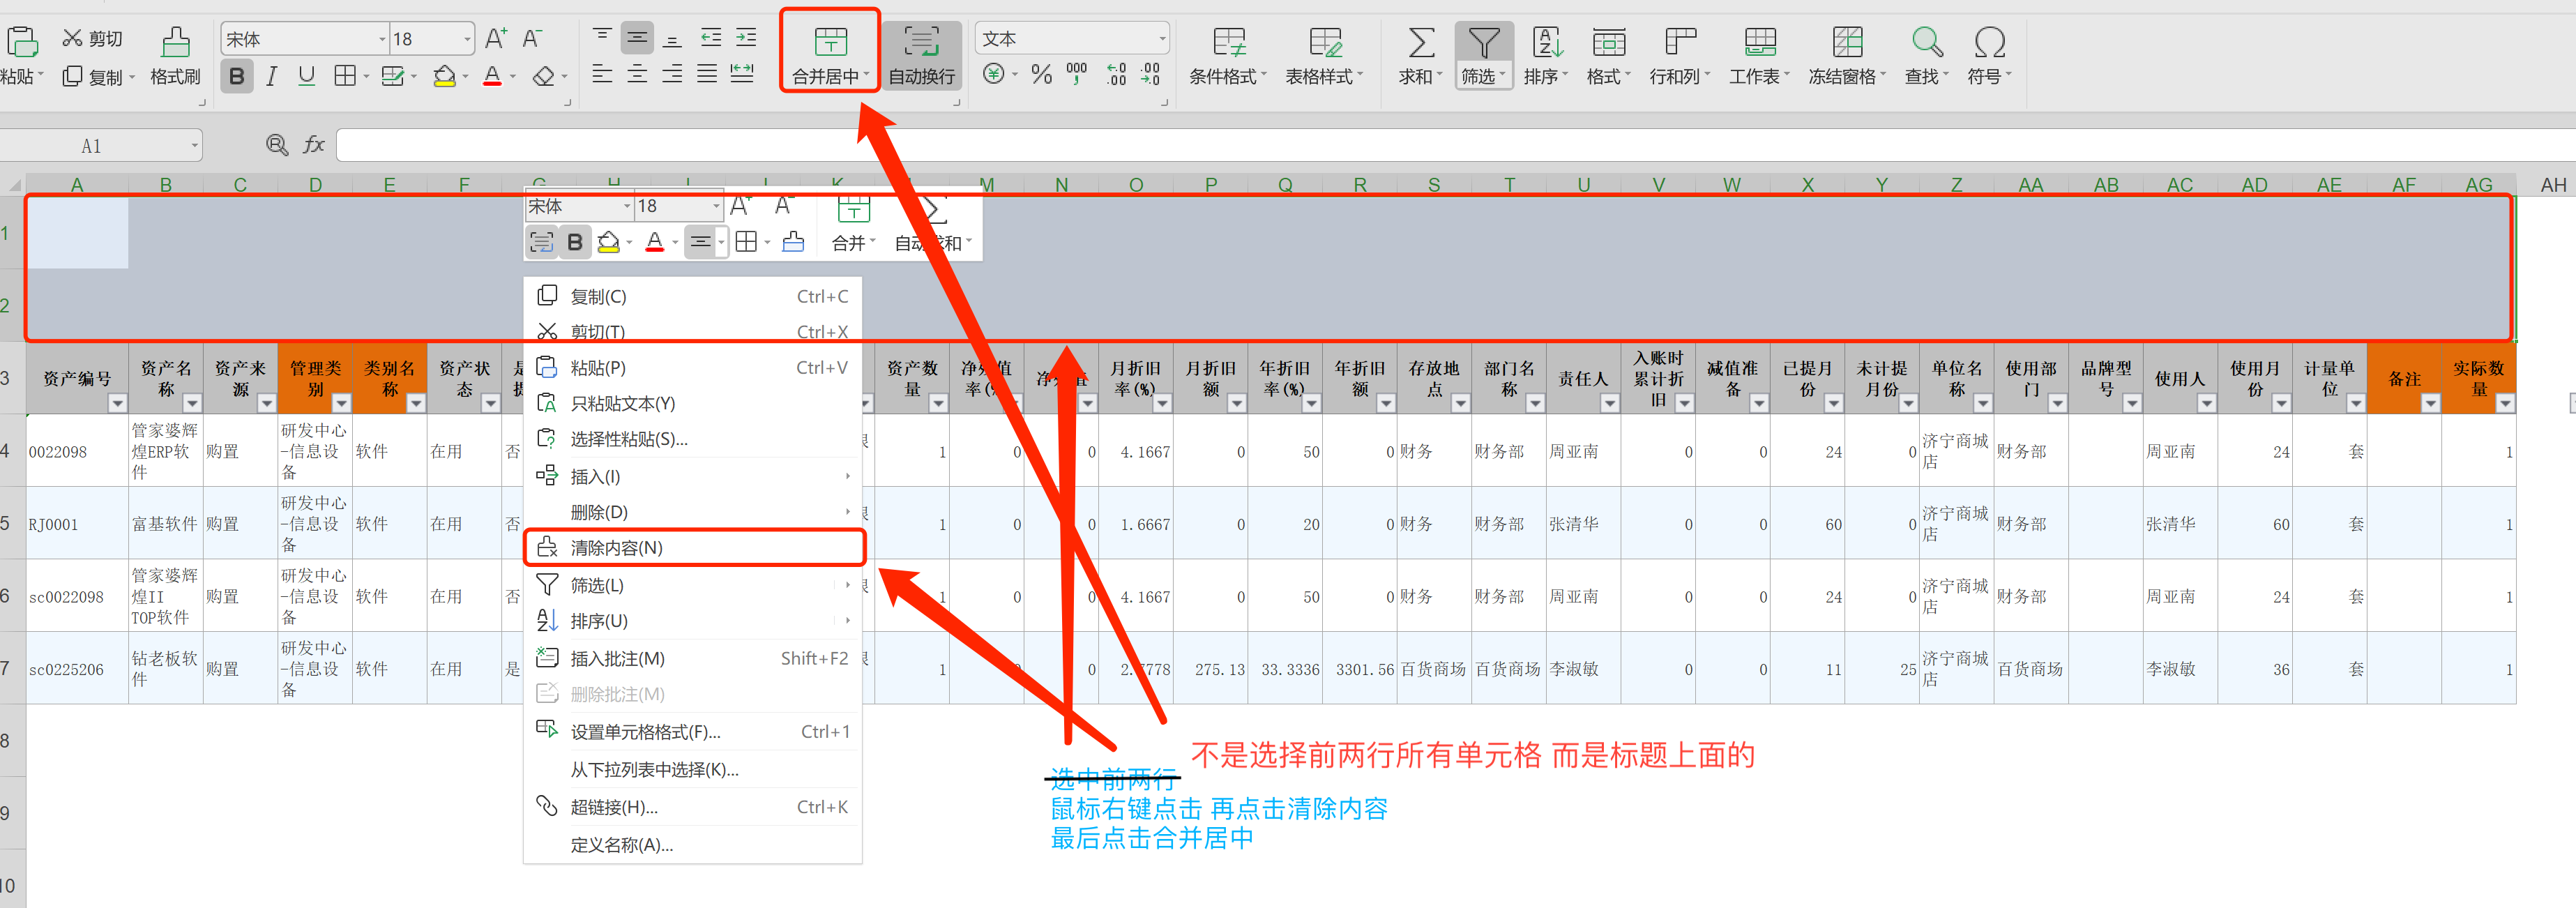 剪切 宋体 18 A+ A- 文本
粘贴 复制 格式刷 B I U A 合并居中 自动换行 % 000 条件格式 表格样式 求和 筛选 排序 格式 行和列 工作表 冻结窗格 查找 符号
A1 fx
A B C D E F G H I J K M N O P Q R S T U V W X Y Z AA AB AC AD AE AF AG AH
宋体 18 A+ A-
B A 合并 自动求和
1
2
复制(C) Ctrl+C
剪切(T) Ctrl+X
粘贴(P) Ctrl+V
只粘贴文本(Y)
选择性粘贴(S)...
插入(I)
删除(D)
清除内容(N)
筛选(L)
排序(U)
插入批注(M) Shift+F2
删除批注(M)
设置单元格格式(F)... Ctrl+1
从下拉列表中选择(K)...
超链接(H)... Ctrl+K
定义名称(A)...
3 资产编号 资产名称 资产来源 管理类别 类别名称 资产状态 是 资产数量 月折旧率(%) 月折旧额 年折旧率(%) 年折旧额 存放地点 部门名称 责任人 入账时累计折旧 减值准备 已提月份 未计提月份 单位名称 使用部门 品牌型号 使用人 使用月份 计量单位 备注 实际数量
4 0022098 管家婆辉煌ERP软件 购置 研发中心-信息设备 软件 在用 否 1 0 0 4.1667 0 50 0 财务 财务部 周亚南 0 0 24 0 济宁商城店 财务部 周亚南 24 套 1
5 RJ0001 富基软件 购置 研发中心-信息设备 软件 在用 否 1 0 0 1.6667 0 20 0 财务 财务部 张清华 0 0 60 0 济宁商城店 财务部 张清华 60 套 1
6 sc0022098 管家婆辉煌II TOP软件 购置 研发中心-信息设备 软件 在用 否 1 0 0 4.1667 0 50 0 财务 财务部 周亚南 0 0 24 0 济宁商城店 财务部 周亚南 24 套 1
7 sc0225206 钻老板软件 购置 研发中心-信息设备 软件 在用 是 1 0 275.13 33.3336 3301.56 百货商场 百货商场 李淑敏 0 0 11 25 济宁商城店 百货商场 李淑敏 36 套 1
8
9
10
不是选择前两行所有单元格 而是标题上面的
选中前两行
鼠标右键点击 再点击清除内容
最后点击合并居中